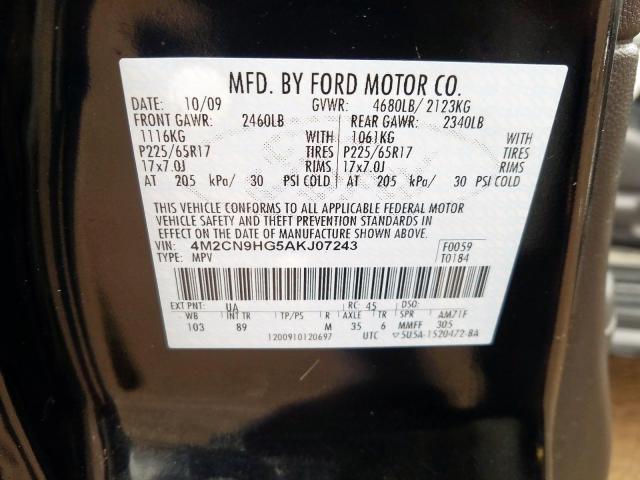 MFD. BY FORD MOTOR CO.
DATE: 10/09 GVWR: 4680LB/ 2123KG
FRONT GAWR: 2460LB REAR GAWR: 2340LB
1116KG WITH 1061KG WITH
P225/65R17 TIRES P225/65R17 TIRES
17x7.0J RIMS 17x7.0J RIMS
AT 205 kPa/ 30 PSI COLD AT 205 kPa/ 30 PSI COLD
THIS VEHICLE CONFORMS TO ALL APPLICABLE FEDERAL MOTOR
VEHICLE SAFETY AND THEFT PREVENTION STANDARDS IN
EFFECT ON THE DATE OF MANUFACTURE SHOWN ABOVE.
VIN: 4M2CN9HG5AKJ07243 F0059
TYPE: MPV T0184
EXT PNT: UA RC: 45 DSO:
WB INT TR TP/PS R AXLE TR SPR AM71F
103 89 M 35 6 MMFF 305
1200910120697 UTC 5U5A-1520472-BA